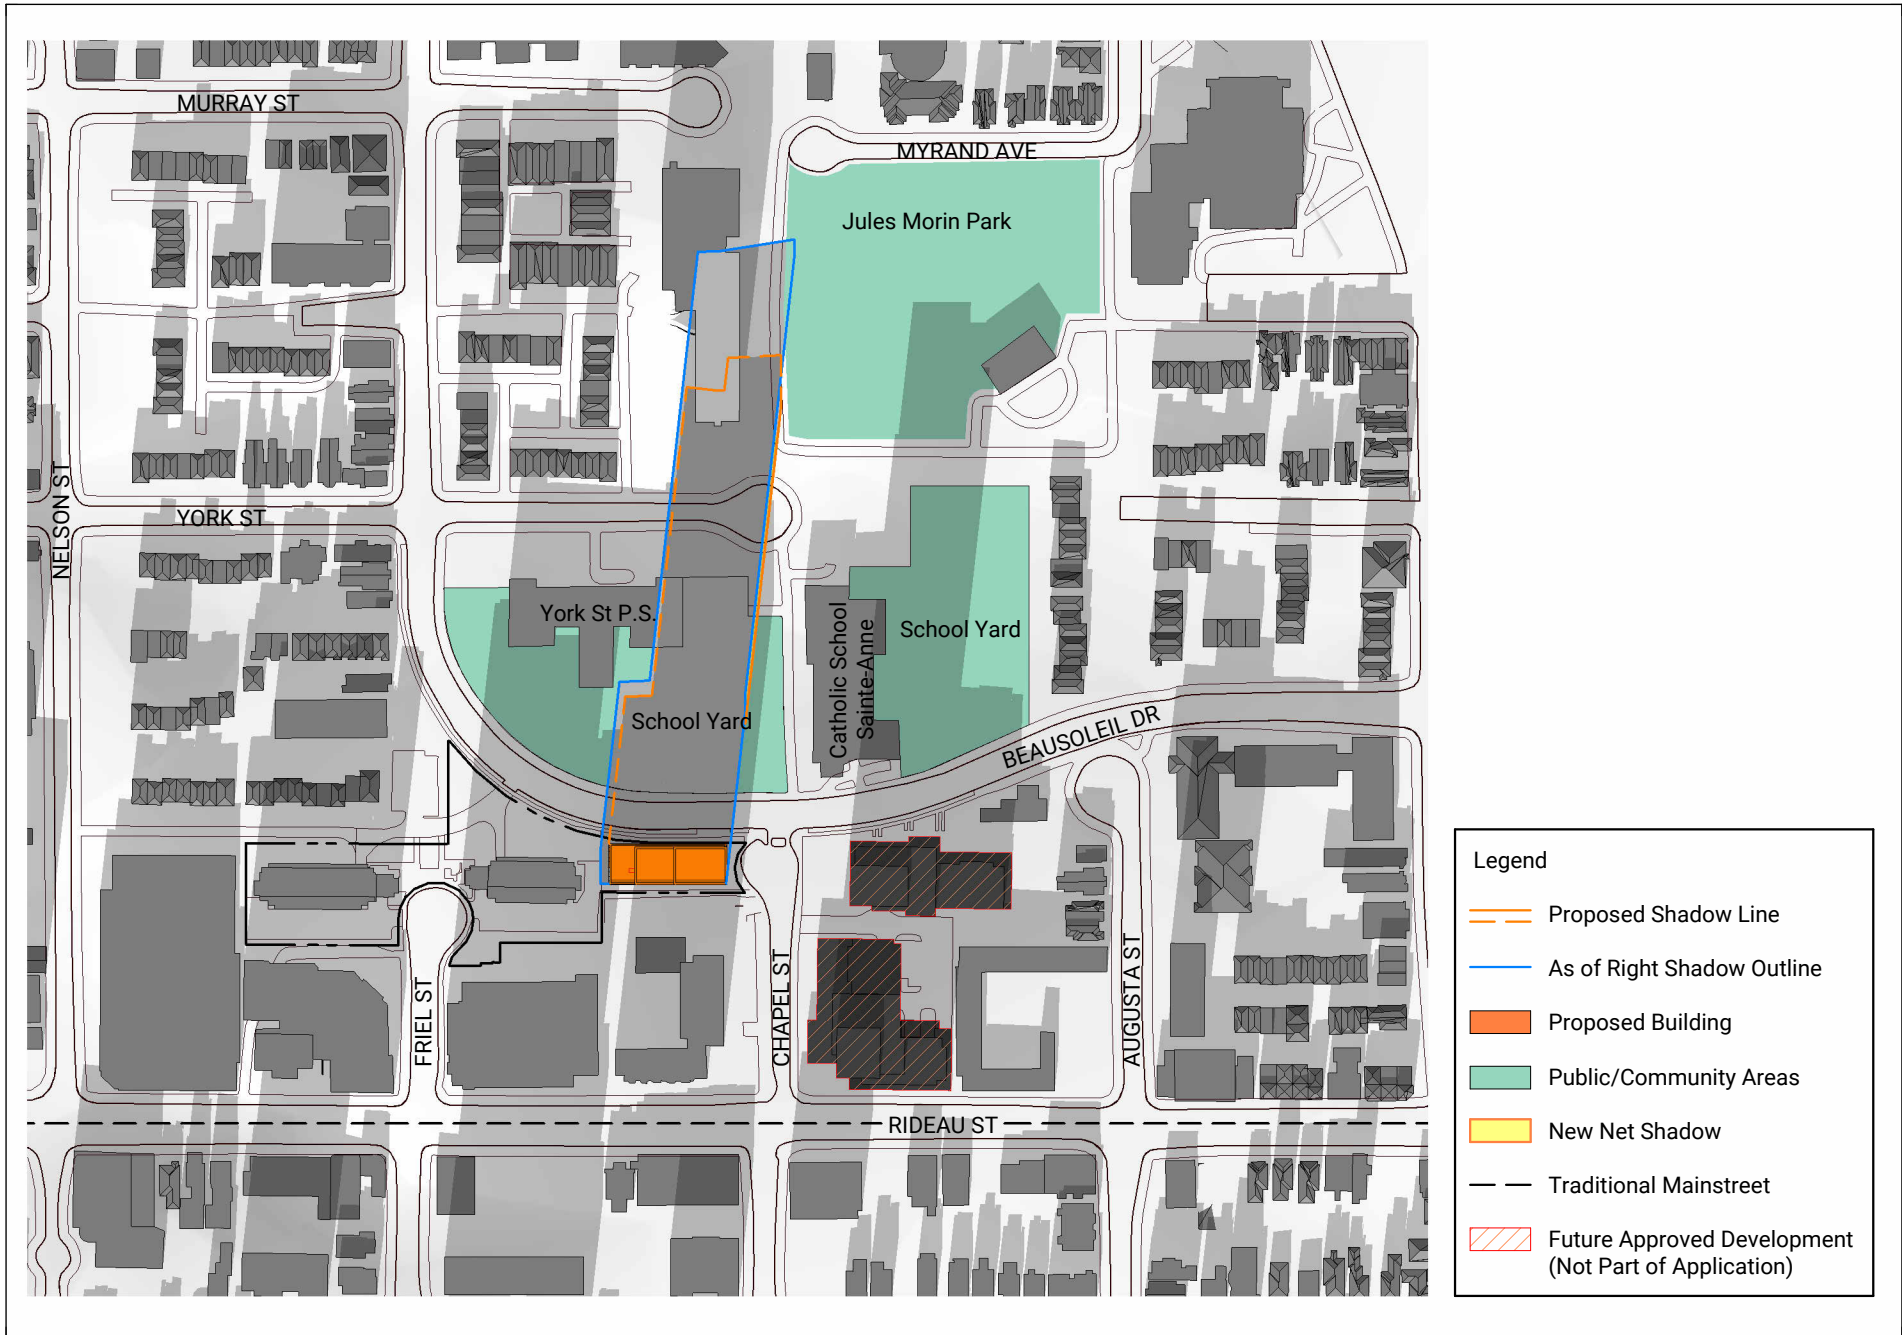 MURRAY ST
MYRAND AVE
Jules Morin Park
NELSON ST
YORK ST
York St P.S.
School Yard
Catholic School
Sainte-Anne
School Yard
BEAUSOLEIL DR
FRIEL ST
CHAPEL ST
AUGUSTA ST
RIDEAU ST
Legend
Proposed Shadow Line
As of Right Shadow Outline
Proposed Building
Public/Community Areas
New Net Shadow
Traditional Mainstreet
Future Approved Development
(Not Part of Application)